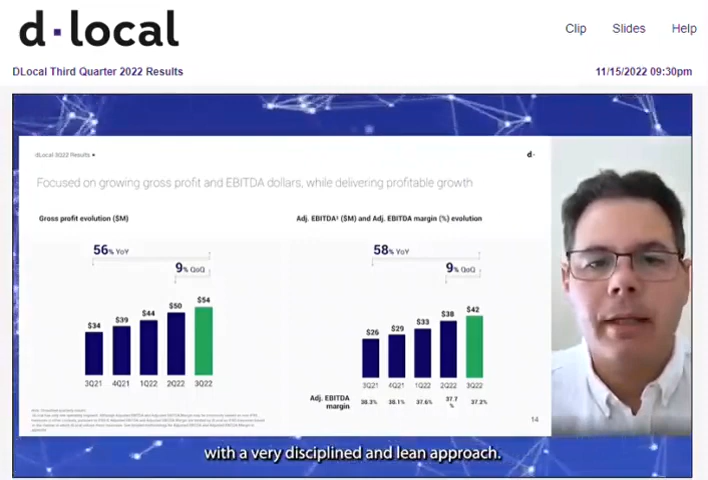 d·local
Clip Slides Help
DLocal Third Quarter 2022 Results 11/15/2022 09:30pm
dLocal 3Q22 Results
d·
Focused on growing gross profit and EBITDA dollars, while delivering profitable growth
Gross profit evolution ($M)
56% YoY
9% QoQ
$34 $39 $44 $50 $54
3Q21 4Q21 1Q22 2Q22 3Q22
Adj. EBITDA¹ ($M) and Adj. EBITDA margin (%) evolution
58% YoY
9% QoQ
$26 $29 $33 $38 $42
3Q21 4Q21 1Q22 2Q22 3Q22
Adj. EBITDA
margin
38.3% 38.1% 37.6% 37.7
%
37.2%
14
with a very disciplined and lean approach.